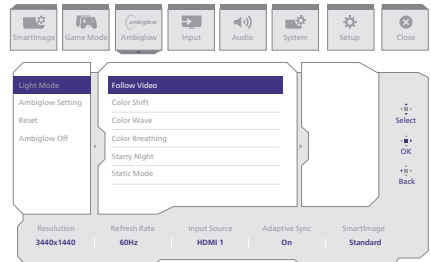 ambiglow
SmartImage Game Mode Ambiglow Input Audio System Setup Close
Light Mode Follow Video
Ambiglow Setting Color Shift
Reset Color Wave
Ambiglow Off Color Breathing
Starry Night
Static Mode
Select
OK
Back
Resolution Refresh Rate Input Source Adaptive Sync SmartImage
3440x1440 60Hz HDMI 1 On Standard